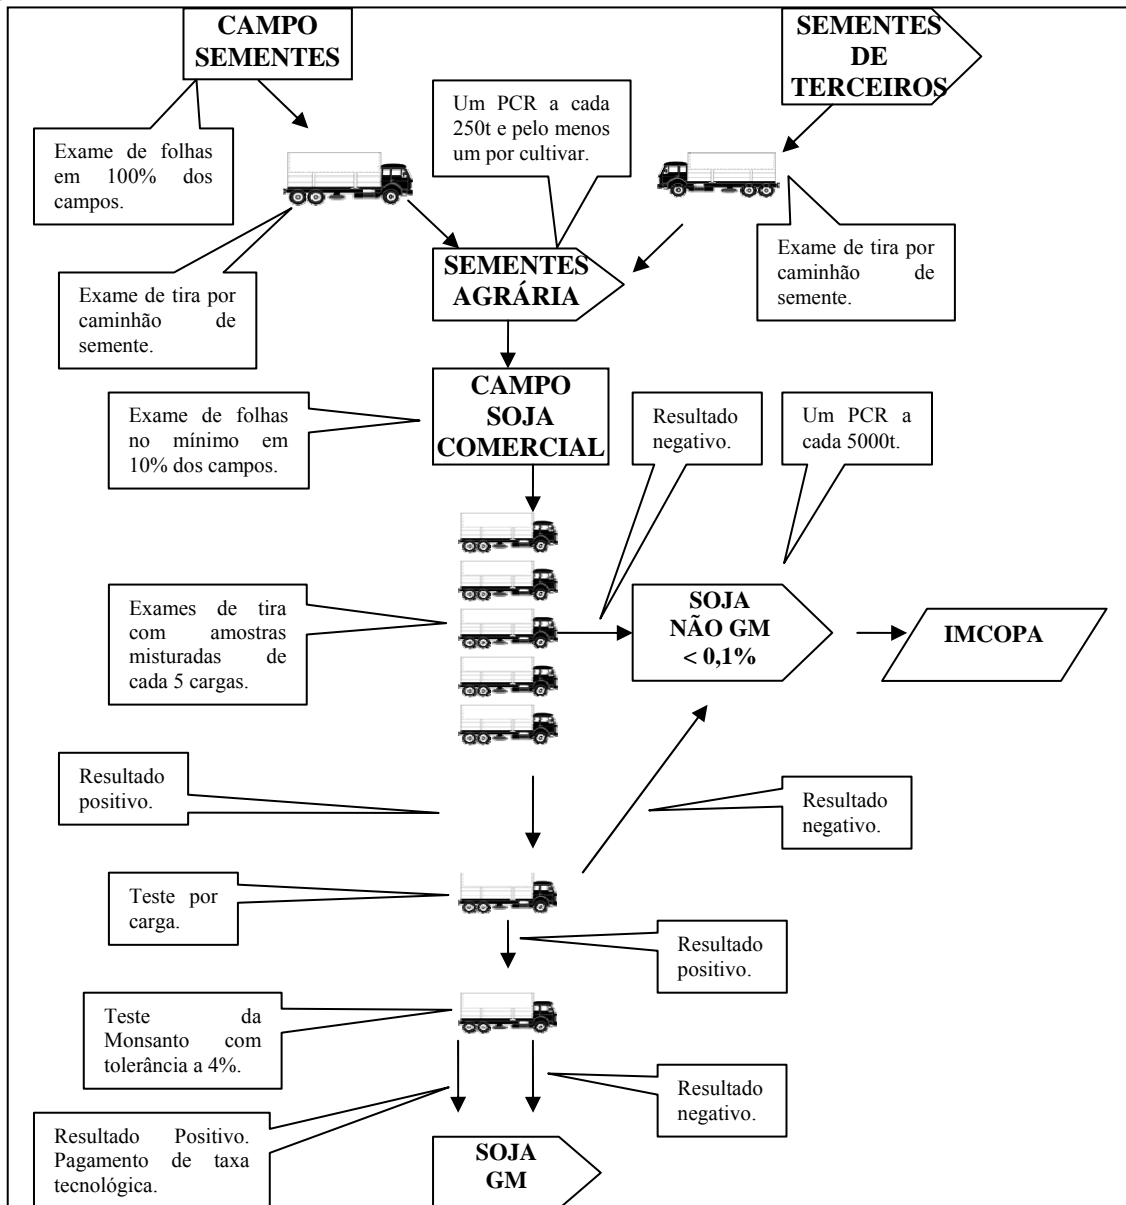 CAMPO
SEMENTES
SEMENTES
DE
TERCEIROS
Exame de folhas
em 100% dos
campos.
Um PCR a cada
250t e pelo menos
um por cultivar.
Exame de tira por
caminhão de
semente.
SEMENTES
AGRÁRIA
Exame de tira por
caminhão de
semente.
CAMPO
SOJA
COMERCIAL
Exame de folhas
no mínimo em
10% dos campos.
Resultado
negativo.
Um PCR a
cada 5000t.
Exames de tira
com amostras
misturadas de
cada 5 cargas.
SOJA
NÃO GM
< 0,1%
IMCOPA
Resultado
positivo.
Resultado
negativo.
Teste por
carga.
Resultado
positivo.
Teste da
Monsanto com
tolerância a 4%.
Resultado
negativo.
Resultado Positivo.
Pagamento de taxa
tecnológica.
SOJA
GM